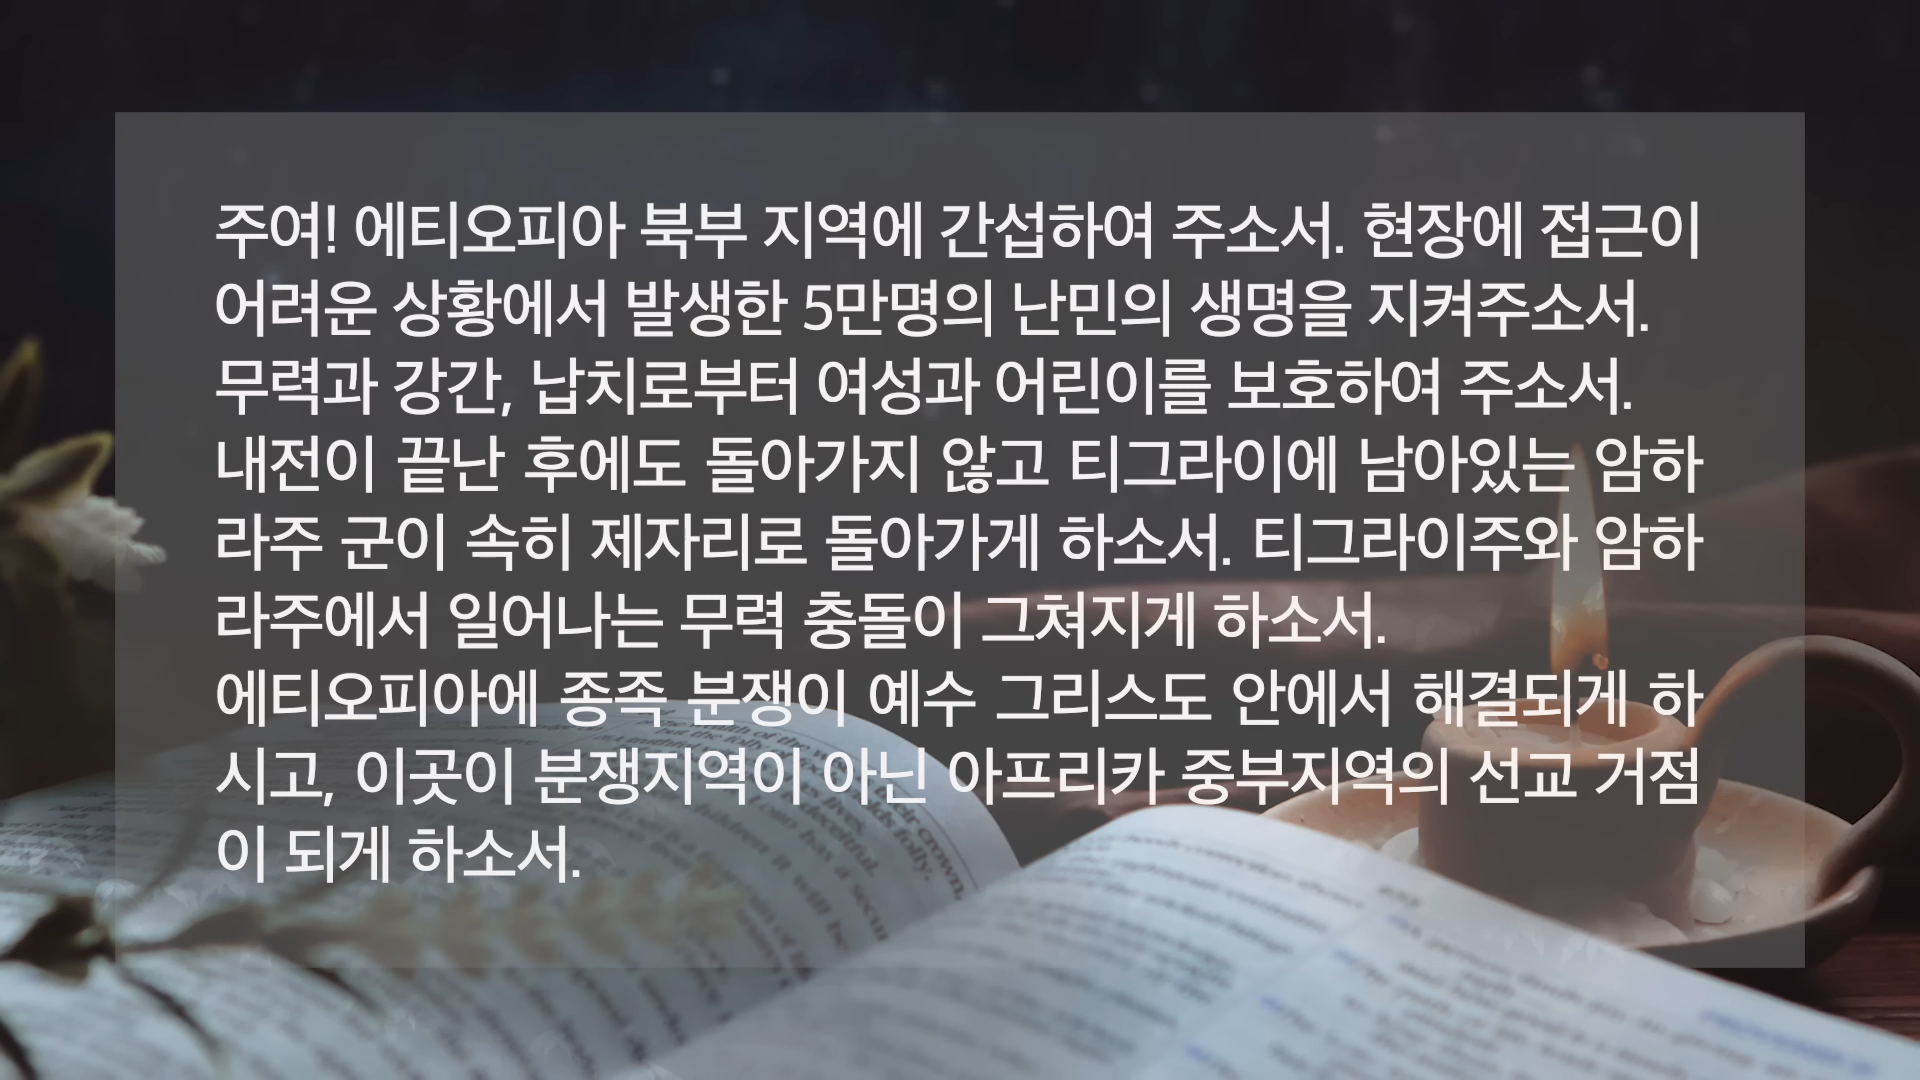 주여! 에티오피아 북부 지역에 간섭하여 주소서. 현장에 접근이
어려운 상황에서 발생한 5만명의 난민의 생명을 지켜주소서.
무력과 강간, 납치로부터 여성과 어린이를 보호하여 주소서.
내전이 끝난 후에도 돌아가지 않고 티그라이에 남아있는 암하
라주 군이 속히 제자리로 돌아가게 하소서. 티그라이주와 암하
라주에서 일어나는 무력 충돌이 그쳐지게 하소서.
에티오피아에 종족 분쟁이 예수 그리스도 안에서 해결되게 하
시고, 이곳이 분쟁지역이 아닌 아프리카 중부지역의 선교 거점
이 되게 하소서.